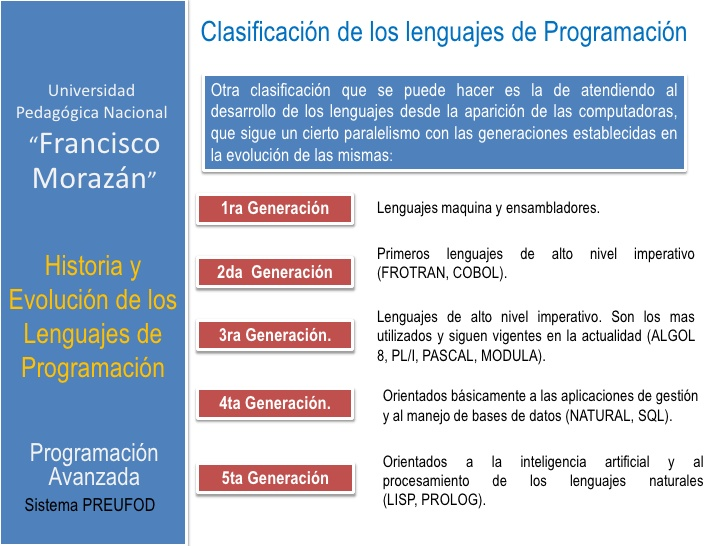 Clasificación de los lenguajes de Programación
Universidad
Pedagógica Nacional
“Francisco
Morazán”
Historia y
Evolución de los
Lenguajes de
Programación
Programación
Avanzada
Sistema PREUFOD
Otra clasificación que se puede hacer es la de atendiendo al
desarrollo de los lenguajes desde la aparición de las computadoras,
que sigue un cierto paralelismo con las generaciones establecidas en
la evolución de las mismas:
1ra Generación
Lenguajes maquina y ensambladores.
2da Generación
Primeros lenguajes de alto nivel imperativo
(FROTRAN, COBOL).
3ra Generación.
Lenguajes de alto nivel imperativo. Son los mas
utilizados y siguen vigentes en la actualidad (ALGOL
8, PL/I, PASCAL, MODULA).
4ta Generación.
Orientados básicamente a las aplicaciones de gestión
y al manejo de bases de datos (NATURAL, SQL).
5ta Generación
Orientados a la inteligencia artificial y al
procesamiento de los lenguajes naturales
(LISP, PROLOG).